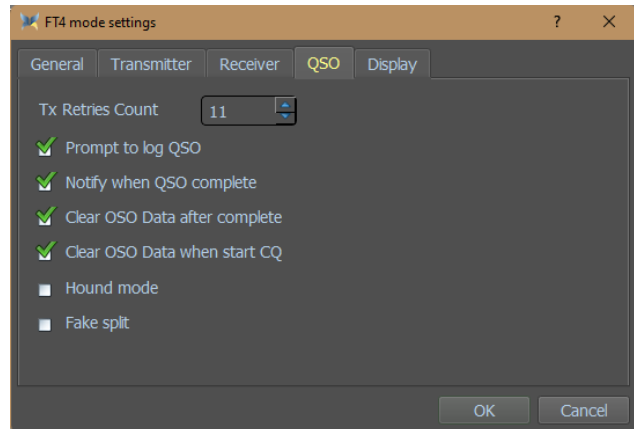 FT4 mode settings ? ×
General Transmitter Receiver QSO Display
Tx Retries Count 11
Prompt to log QSO
Notify when QSO complete
Clear OSO Data after complete
Clear OSO Data when start CQ
Hound mode
Fake split
OK Cancel